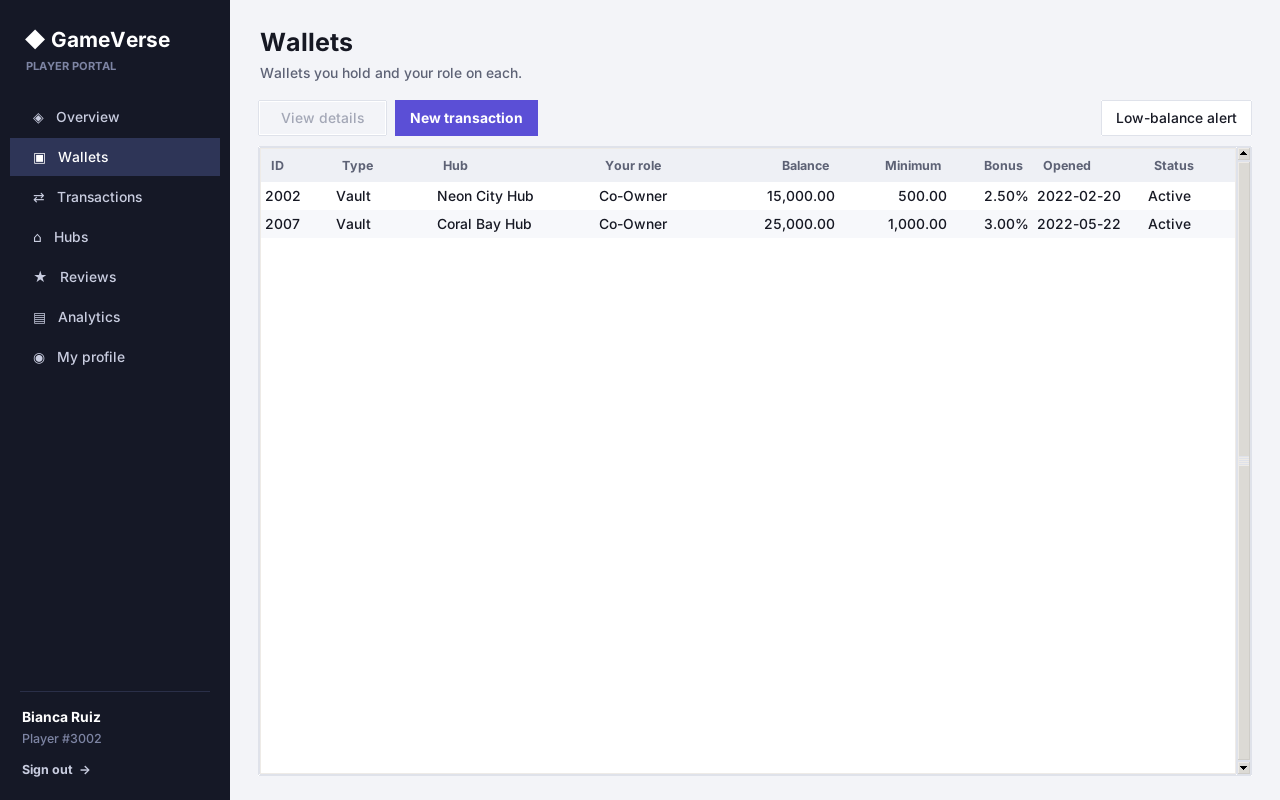 ◆ GameVerse
PLAYER PORTAL
◈ Overview
▣ Wallets
⇄ Transactions
⌂ Hubs
★ Reviews
▤ Analytics
◉ My profile
Bianca Ruiz
Player #3002
Sign out →
Wallets
Wallets you hold and your role on each.
View details New transaction Low-balance alert
ID Type Hub Your role Balance Minimum Bonus Opened Status
2002 Vault Neon City Hub Co-Owner 15,000.00 500.00 2.50% 2022-02-20 Active
2007 Vault Coral Bay Hub Co-Owner 25,000.00 1,000.00 3.00% 2022-05-22 Active